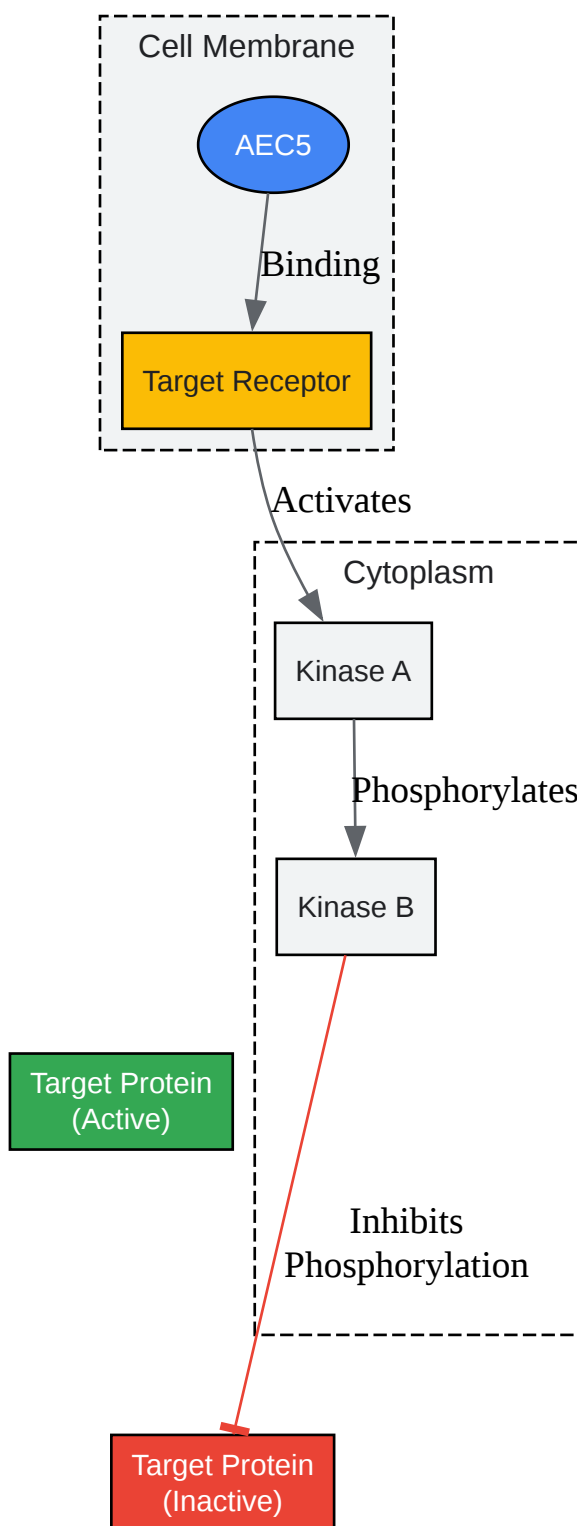 Cell Membrane
AEC5
Binding
Target Receptor
Activates
Cytoplasm
Kinase A
Phosphorylates
Kinase B
Target Protein
(Active)
Inhibits
Phosphorylation
Target Protein
(Inactive)